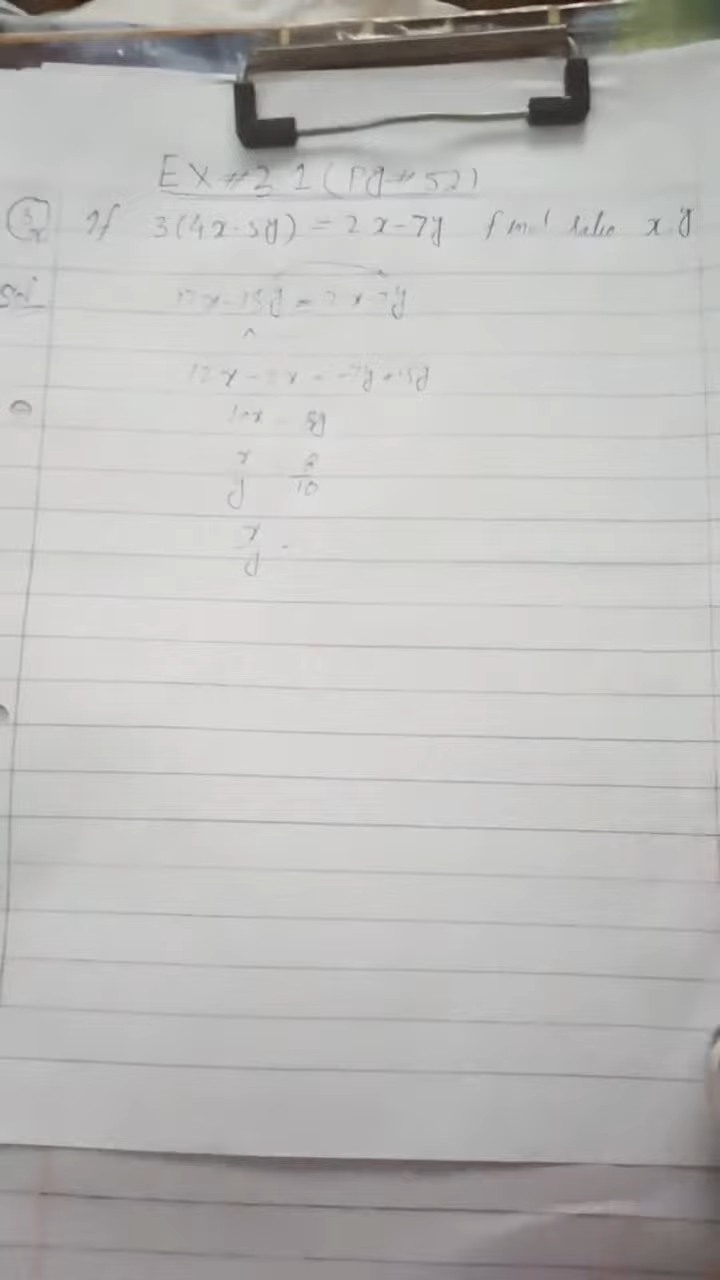 EX # 3 1 (Pg # 52)
If 3(4x-5y) = 2x-7y find ratio x y
Sol
12x-15y = 2x-7y
12x-2x = -7y+15y
10x 8y
x 8
y 10
x
y